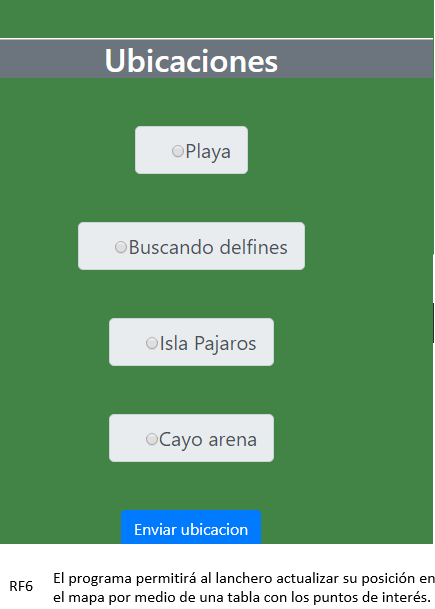 Ubicaciones
Playa
Buscando delfines
Isla Pajaros
Cayo arena
Enviar ubicacion
RF6 El programa permitirá al lanchero actualizar su posición en
el mapa por medio de una tabla con los puntos de interés.